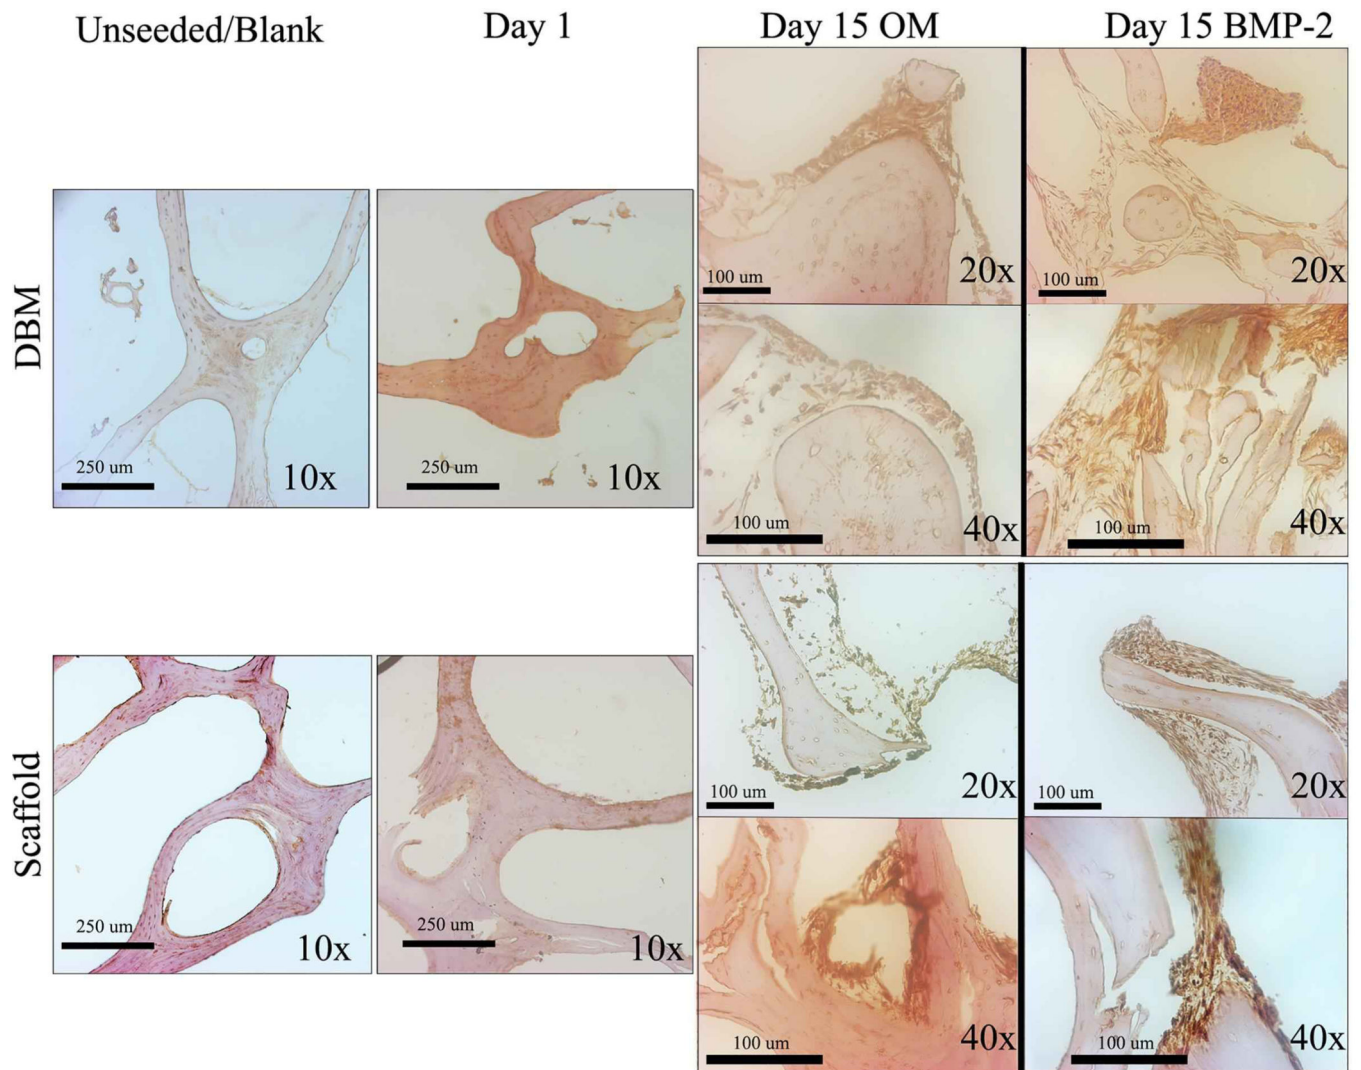 Unseeded/Blank
Day 1
Day 15 OM
Day 15 BMP-2
DBM
250 um
10x
250 um
10x
100 um
20x
100 um
20x
100 um
40x
100 um
40x
Scaffold
250 um
10x
250 um
10x
100 um
20x
100 um
20x
100 um
40x
100 um
40x